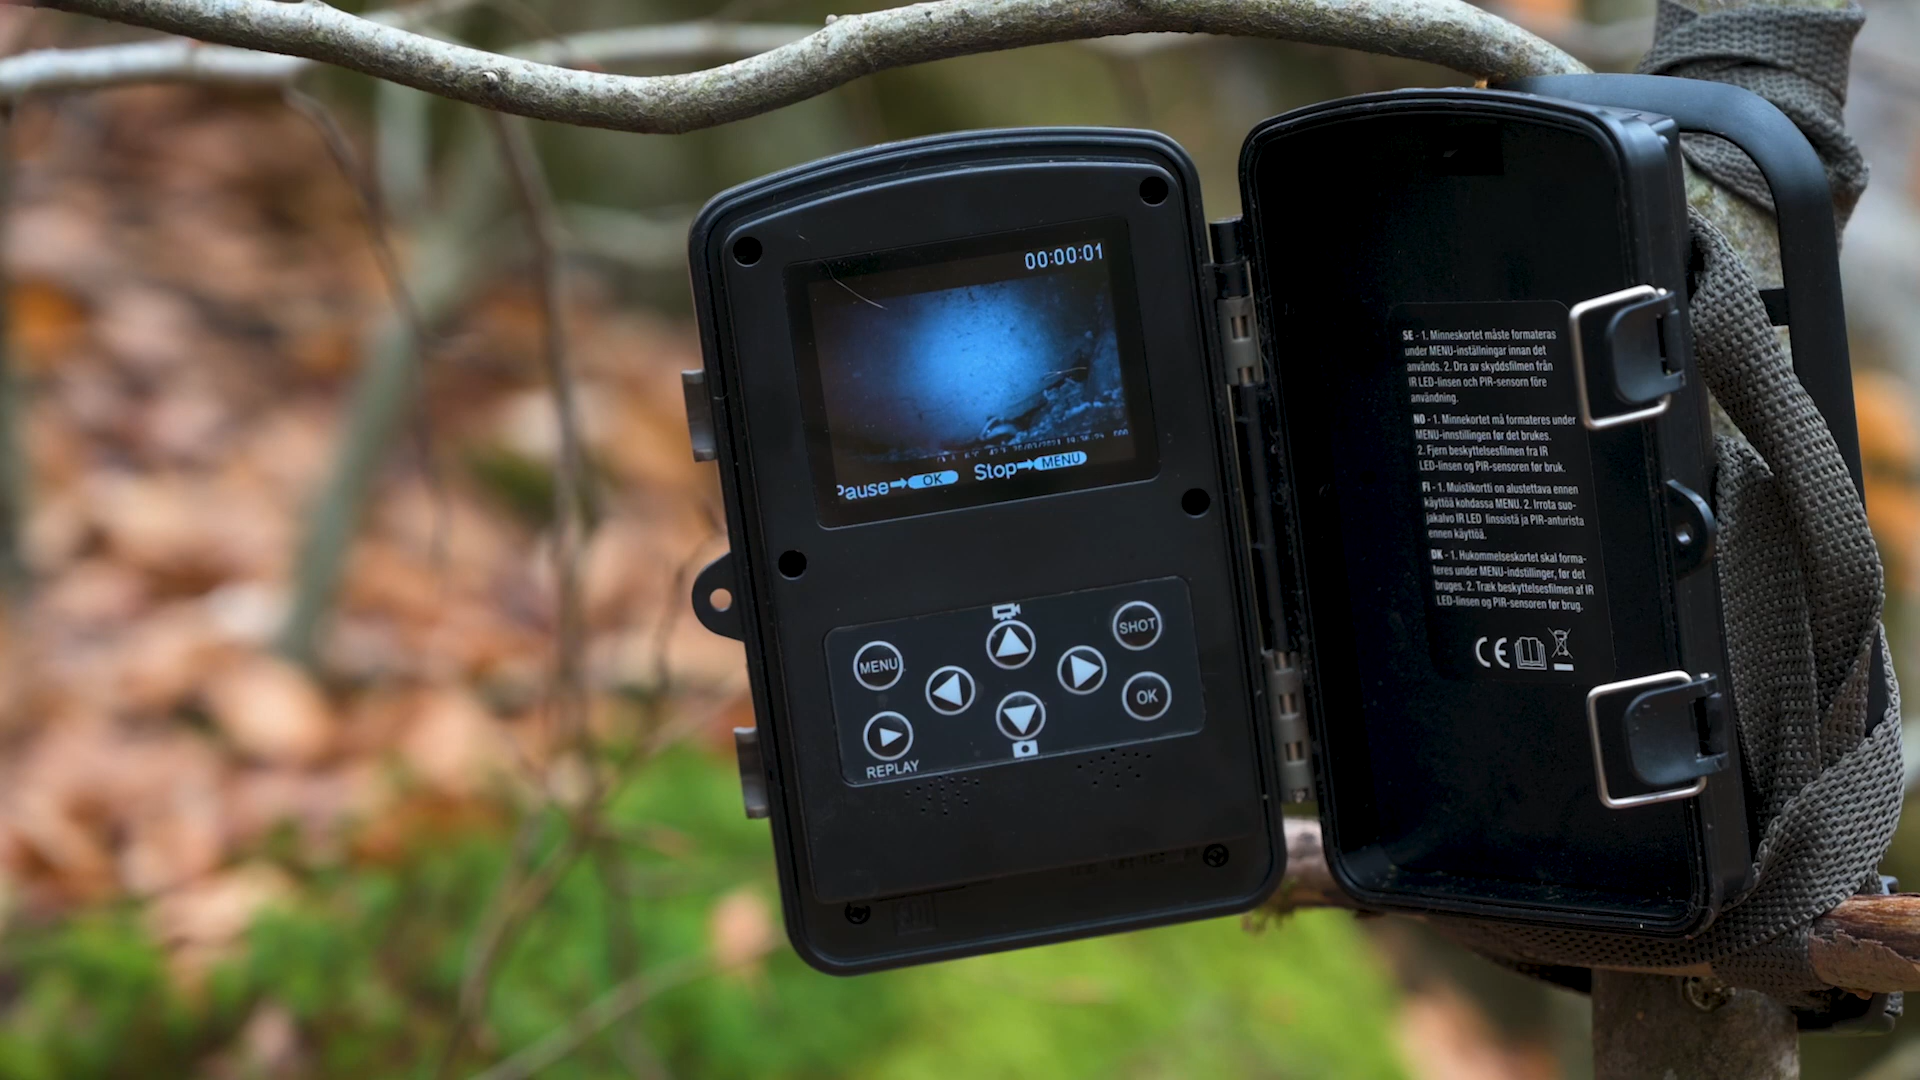 00:00:01
Pause→OK Stop→MENU
MENU
SHOT
OK
REPLAY
SE - 1. Minneskortet måste formateras
under MENU-inställningar innan det
används. 2. Dra av skyddsfilmen från
IR LED-linsen och PIR-sensorn före
användning.
NO - 1. Minnekortet må formateres under
MENU-innstillingen før det brukes.
2. Fjern beskyttelsesfilmen fra IR
LED-linsen og PIR-sensoren før bruk.
FI - 1. Muistikortti on alustettava ennen
käyttöä kohdassa MENU. 2. Irrota suo-
jakalvo IR LED linssistä ja PIR-anturista
ennen käyttöä.
DK - 1. Hukommelseskortet skal forma-
teres under MENU-indstillinger, før det
bruges. 2. Træk beskyttelsesfilmen af IR
LED-linsen og PIR-sensoren før brug.
CE